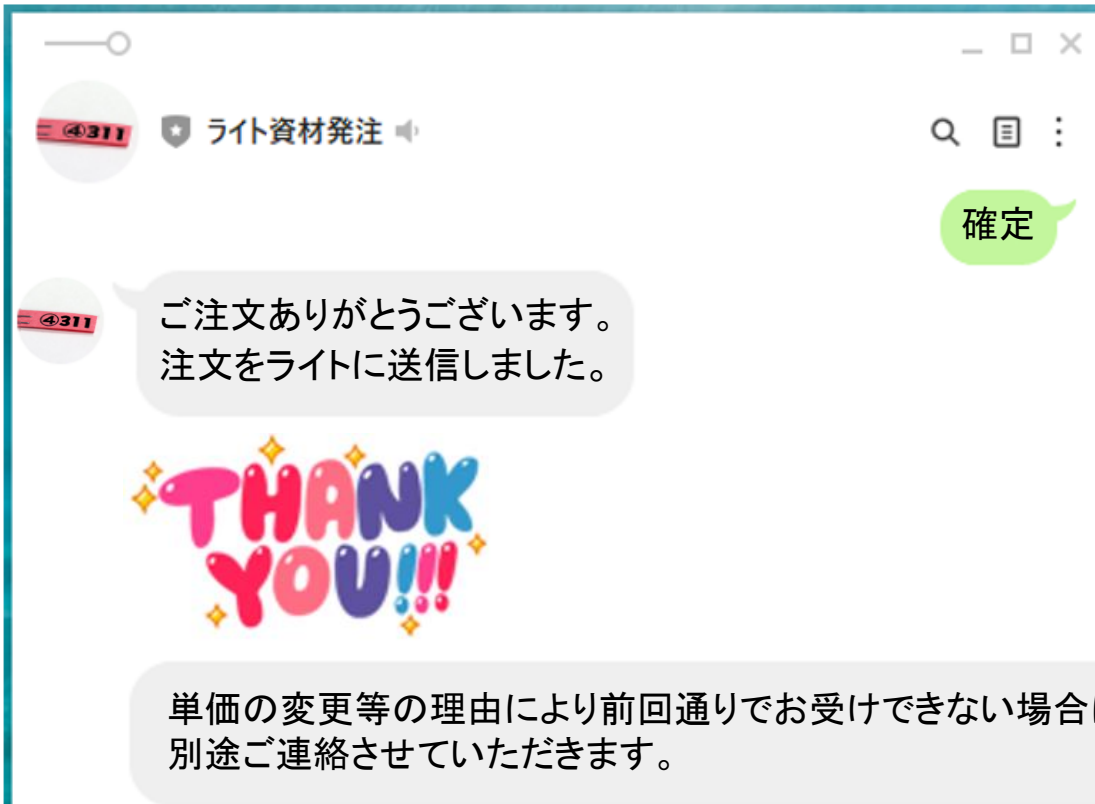 ④311
ライト資材発注
確定
④311
ご注文ありがとうございます。
注文をライトに送信しました。
THANK
YOU!!!
単価の変更等の理由により前回通りでお受けできない場合
別途ご連絡させていただきます。